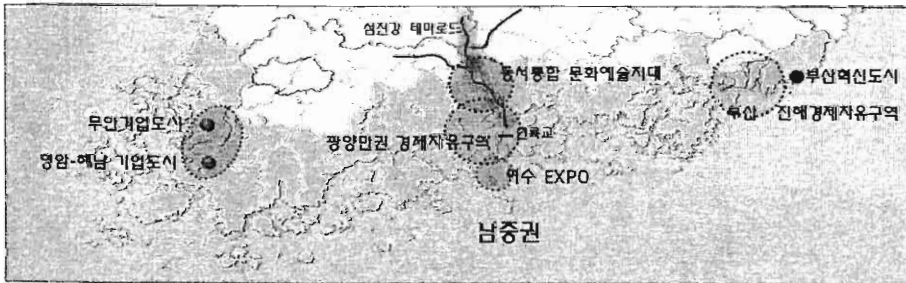 섬진강 테마로드
동서통합 문화예술지대
부산혁신도시
부산 진해경제자유구역
무안기업도시
광양만권 경제자유구역
연륙교
영암-해남 기업도시
여수 EXPO
남중권